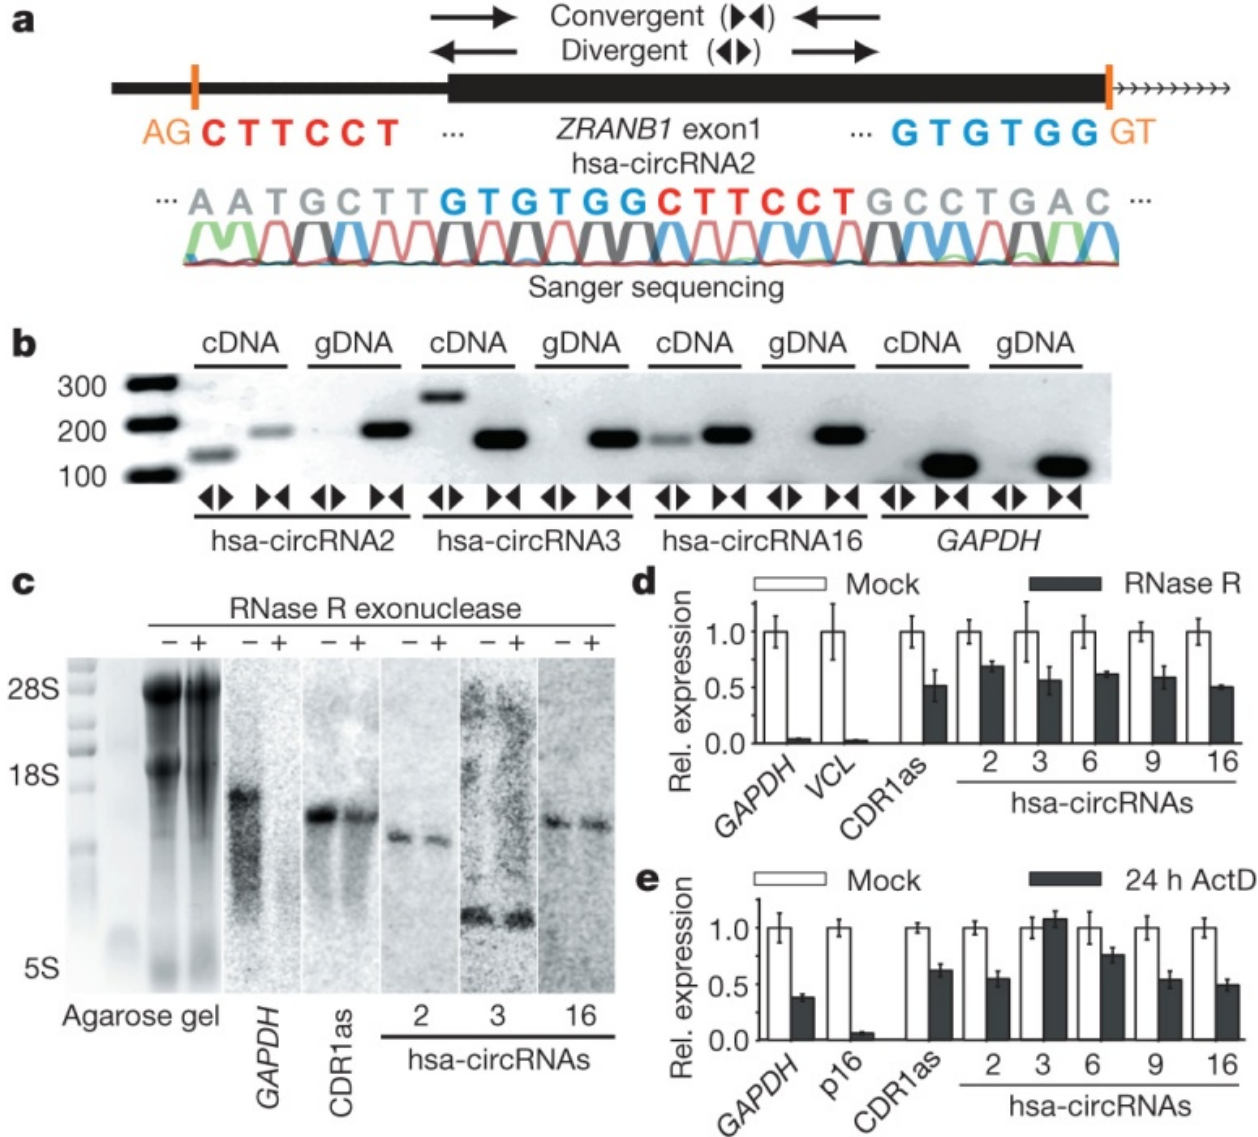 a
Convergent (▶◀)
Divergent (◀▶)
AG CTTCCT ... ZRANB1 exon1 ... GTGTGG GT
hsa-circRNA2
... AATGCTTGTGTGGCTTCCTGCCTGAC ...
Sanger sequencing
b
cDNA gDNA cDNA gDNA cDNA gDNA cDNA gDNA
300
200
100
hsa-circRNA2 hsa-circRNA3 hsa-circRNA16 GAPDH
c
RNase R exonuclease
– + – + – + – + – + – +
28S
18S
5S
Agarose gel GAPDH CDR1as 2 3 16
hsa-circRNAs
d
Mock RNase R
Rel. expression
1.0
0.5
0.0
GAPDH VCL CDR1as 2 3 6 9 16
hsa-circRNAs
e
Mock 24 h ActD
Rel. expression
1.0
0.0
GAPDH p16 CDR1as 2 3 6 9 16
hsa-circRNAs